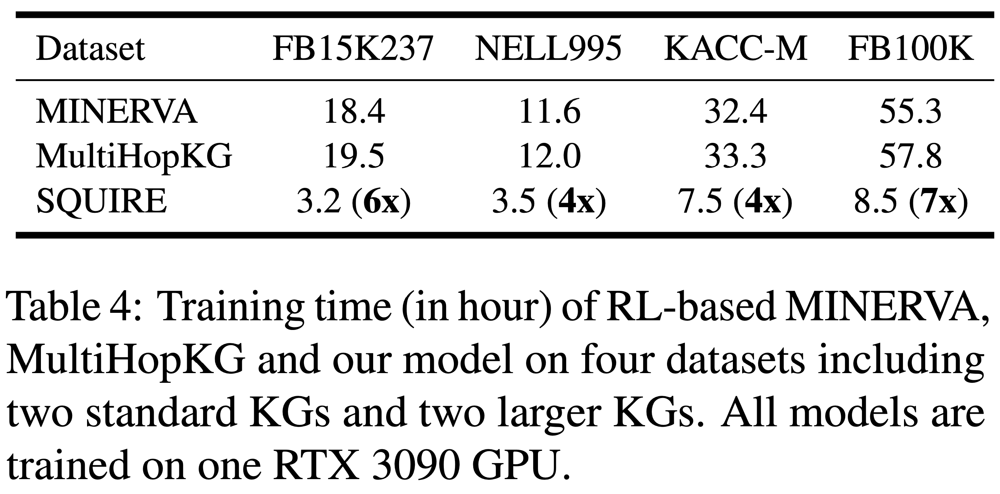 Dataset FB15K237 NELL995 KACC-M FB100K
MINERVA 18.4 11.6 32.4 55.3
MultiHopKG 19.5 12.0 33.3 57.8
SQUIRE 3.2 (6x) 3.5 (4x) 7.5 (4x) 8.5 (7x)
Table 4: Training time (in hour) of RL-based MINERVA,
MultiHopKG and our model on four datasets including
two standard KGs and two larger KGs. All models are
trained on one RTX 3090 GPU.